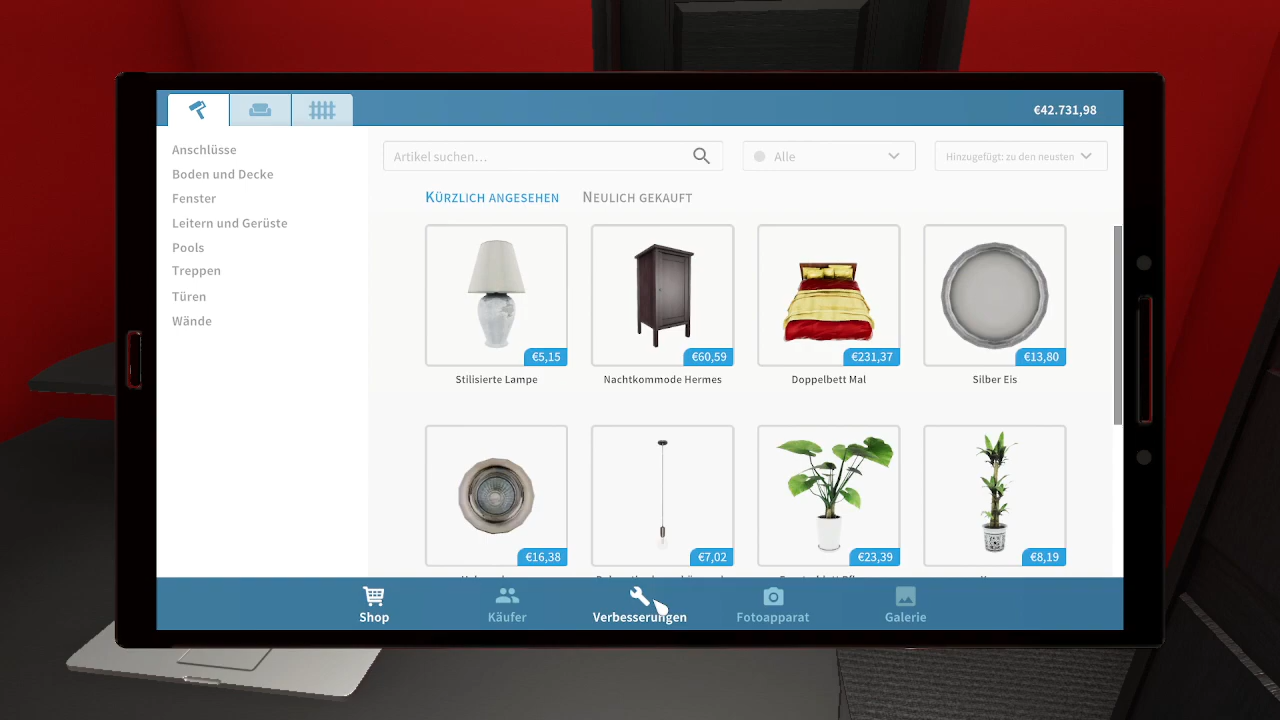 €42.731,98
Anschlüsse
Boden und Decke
Fenster
Leitern und Gerüste
Pools
Treppen
Türen
Wände
Artikel suchen...
Alle
Hinzugefügt: zu den neusten
KÜRZLICH ANGESEHEN
NEULICH GEKAUFT
€5,15
€60,59
€231,37
€13,80
Stilisierte Lampe
Nachtkommode Hermes
Doppelbett Mal
Silber Eis
€16,38
€7,02
€23,39
€8,19
Shop
Käufer
Verbesserungen
Fotoapparat
Galerie